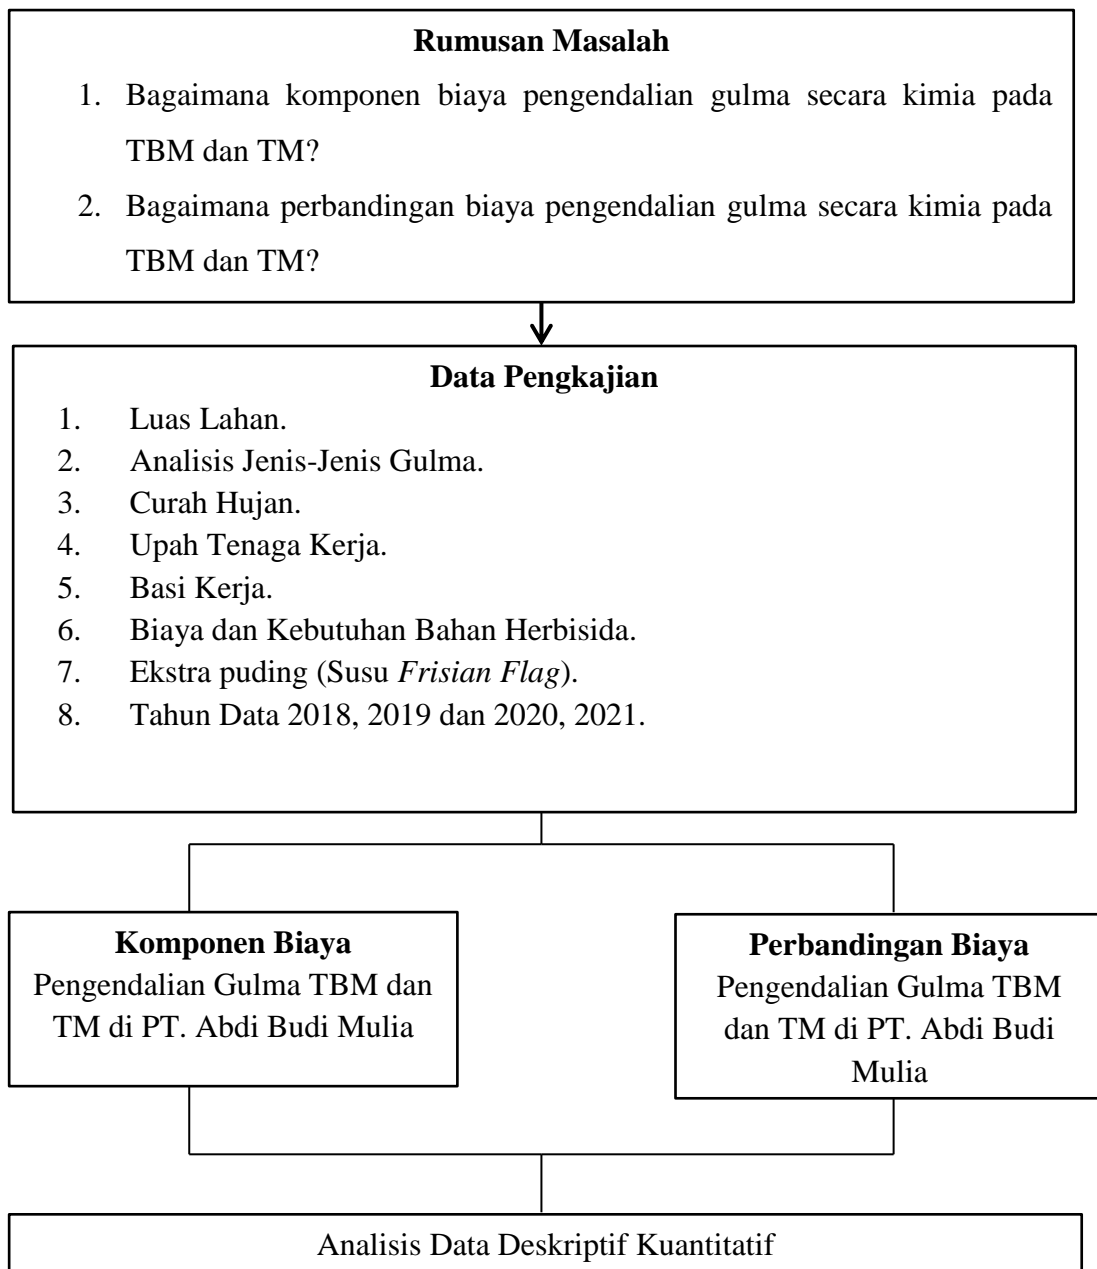 Rumusan Masalah
1. Bagaimana komponen biaya pengendalian gulma secara kimia pada
TBM dan TM?
2. Bagaimana perbandingan biaya pengendalian gulma secara kimia pada
TBM dan TM?
Data Pengkajian
1. Luas Lahan.
2. Analisis Jenis-Jenis Gulma.
3. Curah Hujan.
4. Upah Tenaga Kerja.
5. Basi Kerja.
6. Biaya dan Kebutuhan Bahan Herbisida.
7. Ekstra puding (Susu Frisian Flag).
8. Tahun Data 2018, 2019 dan 2020, 2021.
Komponen Biaya
Pengendalian Gulma TBM dan
TM di PT. Abdi Budi Mulia
Perbandingan Biaya
Pengendalian Gulma TBM
dan TM di PT. Abdi Budi
Mulia
Analisis Data Deskriptif Kuantitatif